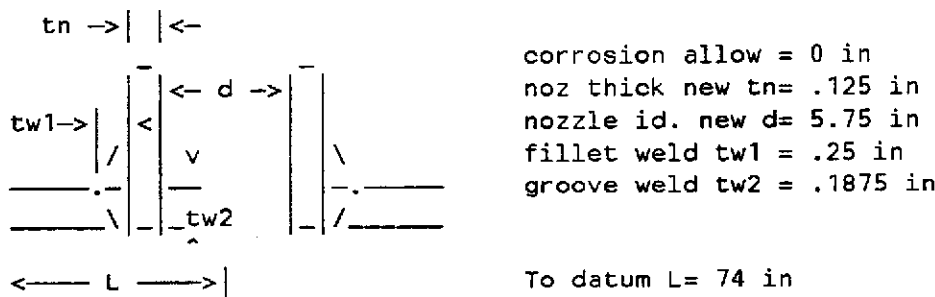 tn —>| |<—
corrosion allow = 0 in
noz thick new tn= .125 in
|<— d —>|
nozzle id. new d= 5.75 in
tw1—>| |<|
fillet weld tw1 = .25 in
v
groove weld tw2 = .1875 in
tw2
^
<—— L ——>|
To datum L= 74 in